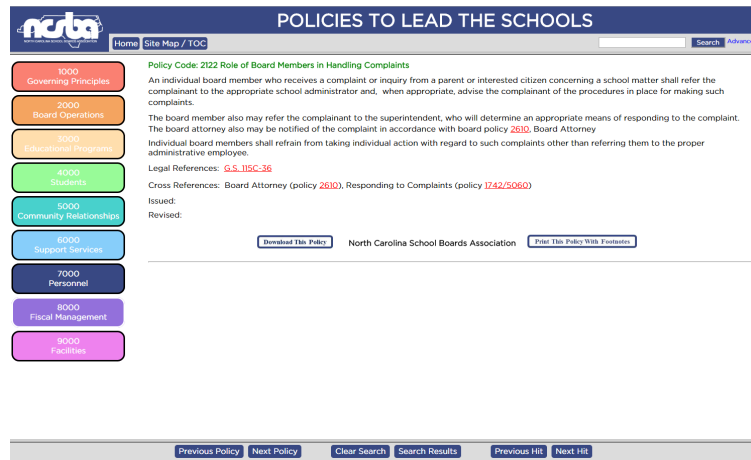 POLICIES TO LEAD THE SCHOOLS
ncsba
NORTH CAROLINA SCHOOL BOARDS ASSOCIATION
Home
Site Map / TOC
Search
Advance
1000
Governing Principles
2000
Board Operations
3000
Educational Programs
4000
Students
5000
Community Relationships
6000
Support Services
7000
Personnel
8000
Fiscal Management
9000
Facilities
Policy Code: 2122 Role of Board Members in Handling Complaints
An individual board member who receives a complaint or inquiry from a parent or interested citizen concerning a school matter shall refer the
complainant to the appropriate school administrator and, when appropriate, advise the complainant of the procedures in place for making such
complaints.
The board member also may refer the complainant to the superintendent, who will determine an appropriate means of responding to the complaint.
The board attorney also may be notified of the complaint in accordance with board policy 2610, Board Attorney
Individual board members shall refrain from taking individual action with regard to such complaints other than referring them to the proper
administrative employee.
Legal References: G.S. 115C-36
Cross References: Board Attorney (policy 2610), Responding to Complaints (policy 1742/5060)
Issued:
Revised:
Download This Policy
North Carolina School Boards Association
Print This Policy With Footnotes
Previous Policy
Next Policy
Clear Search
Search Results
Previous Hit
Next Hit